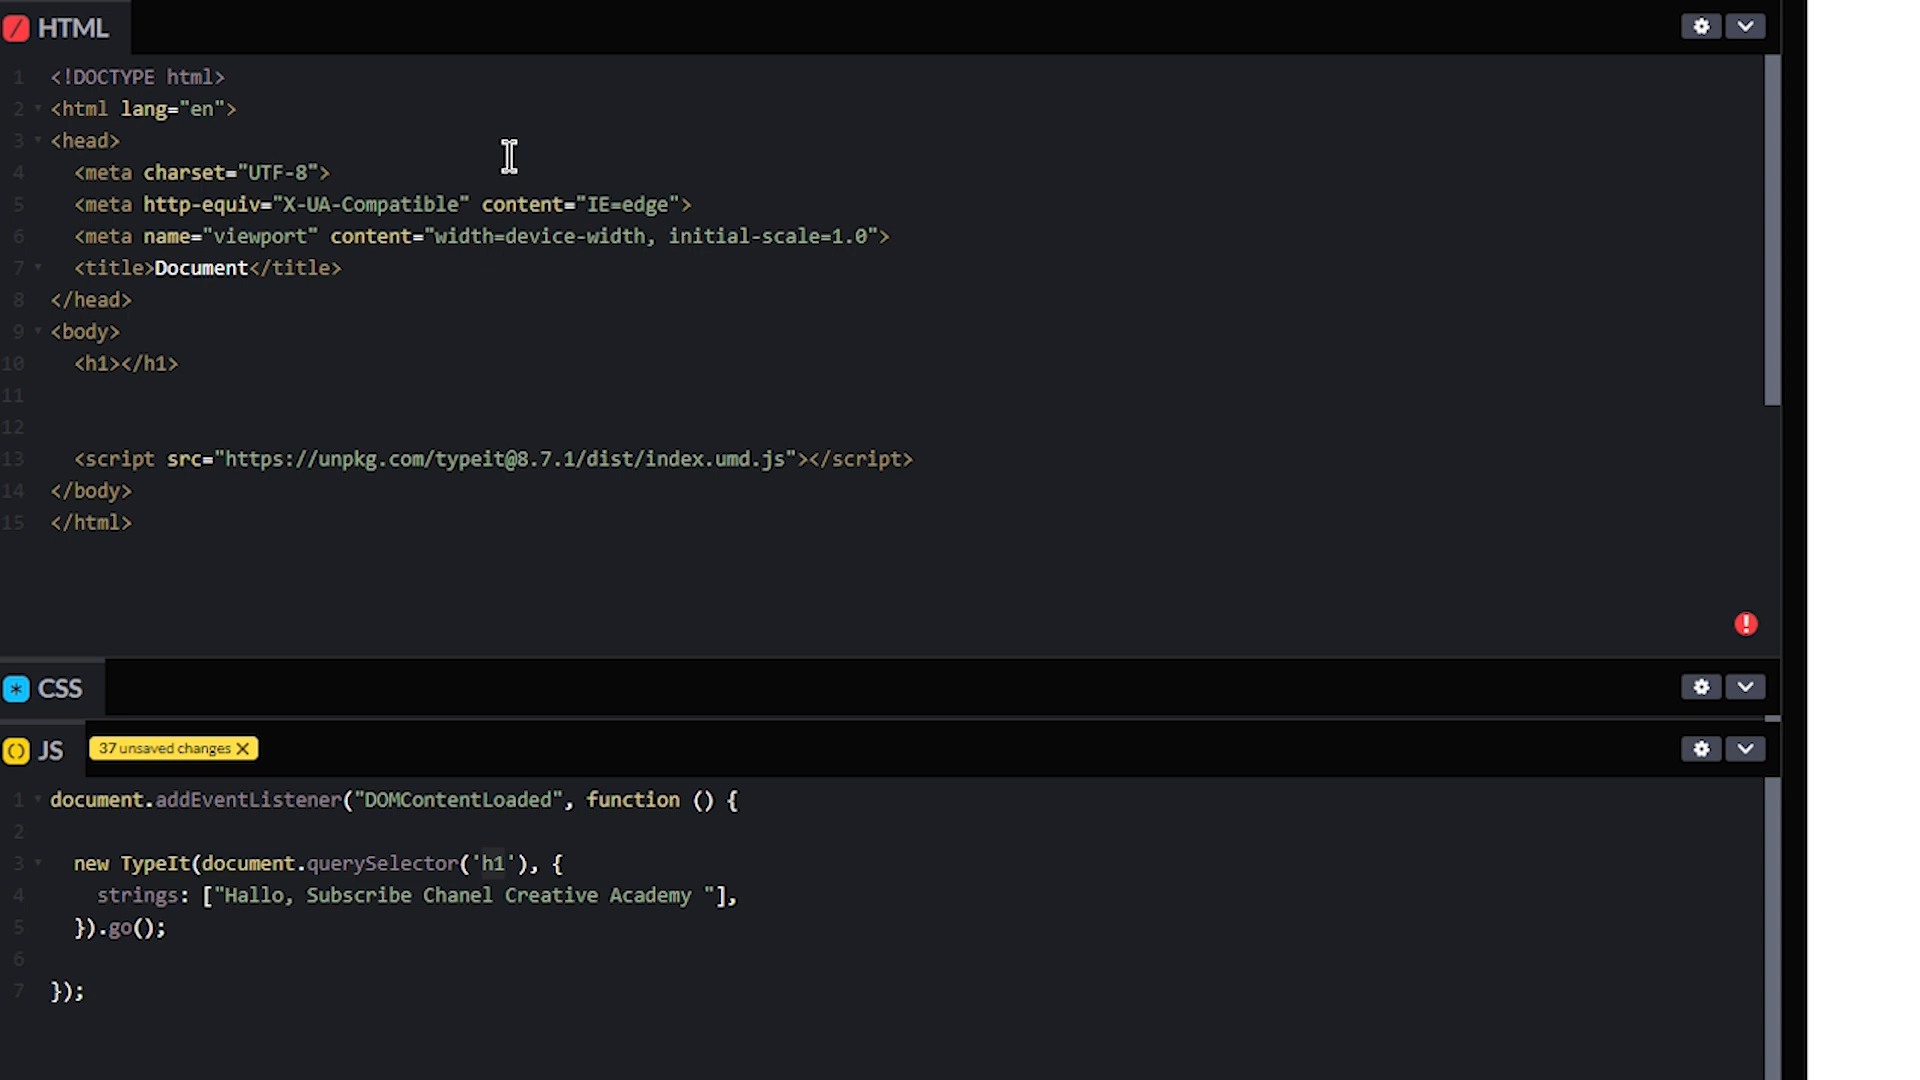 HTML
1 <!DOCTYPE html>
2 <html lang="en">
3 <head>
4 <meta charset="UTF-8">
5 <meta http-equiv="X-UA-Compatible" content="IE=edge">
6 <meta name="viewport" content="width=device-width, initial-scale=1.0">
7 <title>Document</title>
8 </head>
9 <body>
10 <h1></h1>
11
12
13 <script src="https://unpkg.com/typeit@8.7.1/dist/index.umd.js"></script>
14 </body>
15 </html>
CSS
JS 37 unsaved changes X
1 document.addEventListener("DOMContentLoaded", function () {
2
3 new TypeIt(document.querySelector('h1'), {
4 strings: ["Hallo, Subscribe Chanel Creative Academy "],
5 }).go();
6
7 });